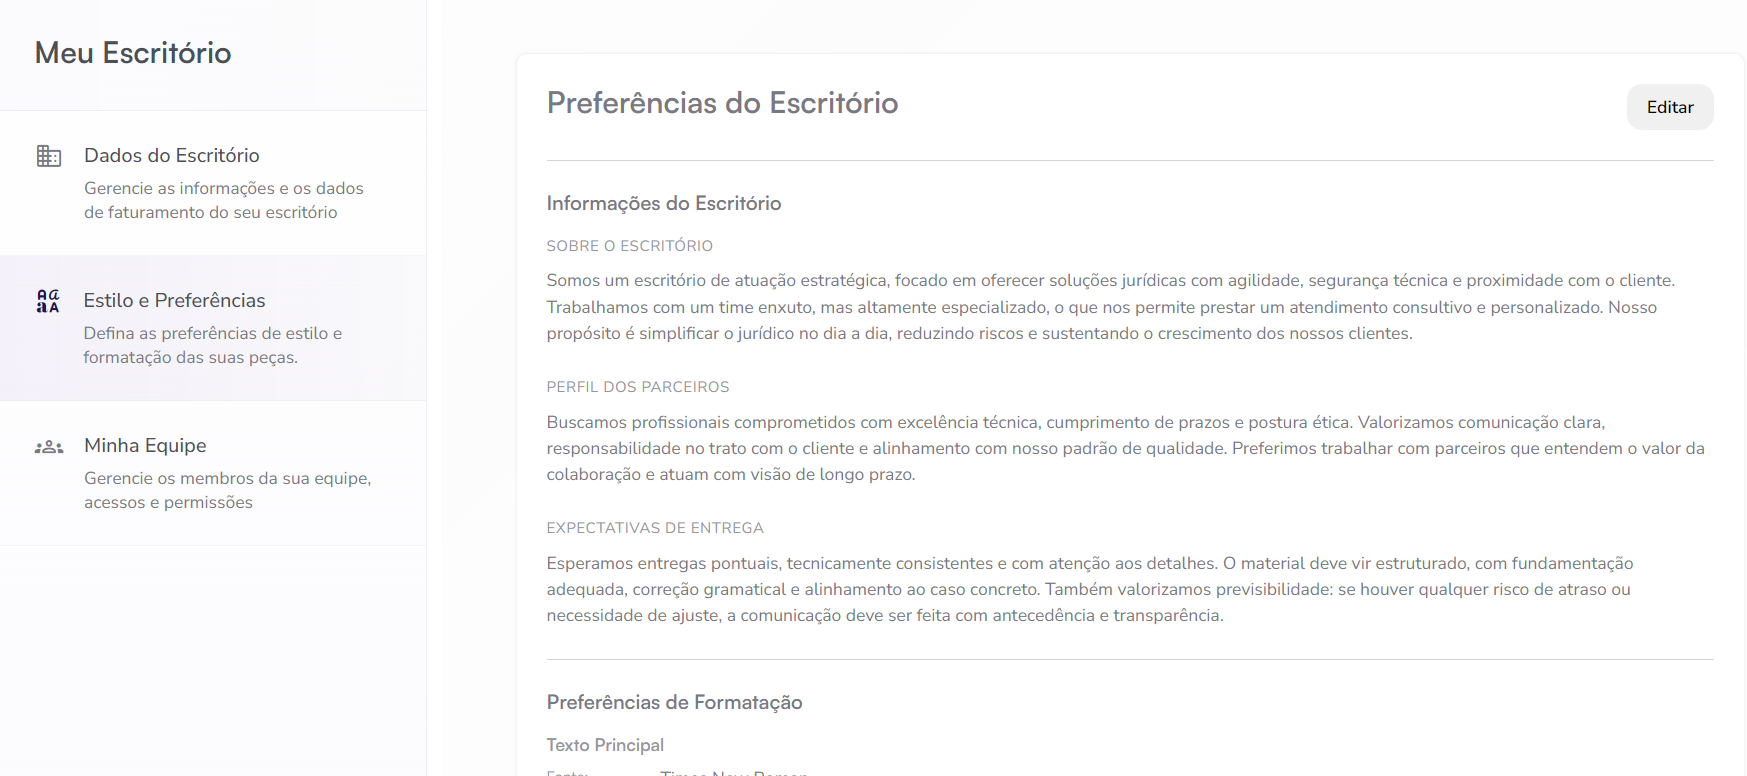 Meu Escritório
Dados do Escritório
Gerencie as informações e os dados
de faturamento do seu escritório
Estilo e Preferências
Defina as preferências de estilo e
formatação das suas peças.
Minha Equipe
Gerencie os membros da sua equipe,
acessos e permissões
Preferências do Escritório
Editar
Informações do Escritório
SOBRE O ESCRITÓRIO
Somos um escritório de atuação estratégica, focado em oferecer soluções jurídicas com agilidade, segurança técnica e proximidade com o cliente.
Trabalhamos com um time enxuto, mas altamente especializado, o que nos permite prestar um atendimento consultivo e personalizado. Nosso
propósito é simplificar o jurídico no dia a dia, reduzindo riscos e sustentando o crescimento dos nossos clientes.
PERFIL DOS PARCEIROS
Buscamos profissionais comprometidos com excelência técnica, cumprimento de prazos e postura ética. Valorizamos comunicação clara,
responsabilidade no trato com o cliente e alinhamento com nosso padrão de qualidade. Preferimos trabalhar com parceiros que entendem o valor da
colaboração e atuam com visão de longo prazo.
EXPECTATIVAS DE ENTREGA
Esperamos entregas pontuais, tecnicamente consistentes e com atenção aos detalhes. O material deve vir estruturado, com fundamentação
adequada, correção gramatical e alinhamento ao caso concreto. Também valorizamos previsibilidade: se houver qualquer risco de atraso ou
necessidade de ajuste, a comunicação deve ser feita com antecedência e transparência.
Preferências de Formatação
Texto Principal
Fonte: Times New Roman